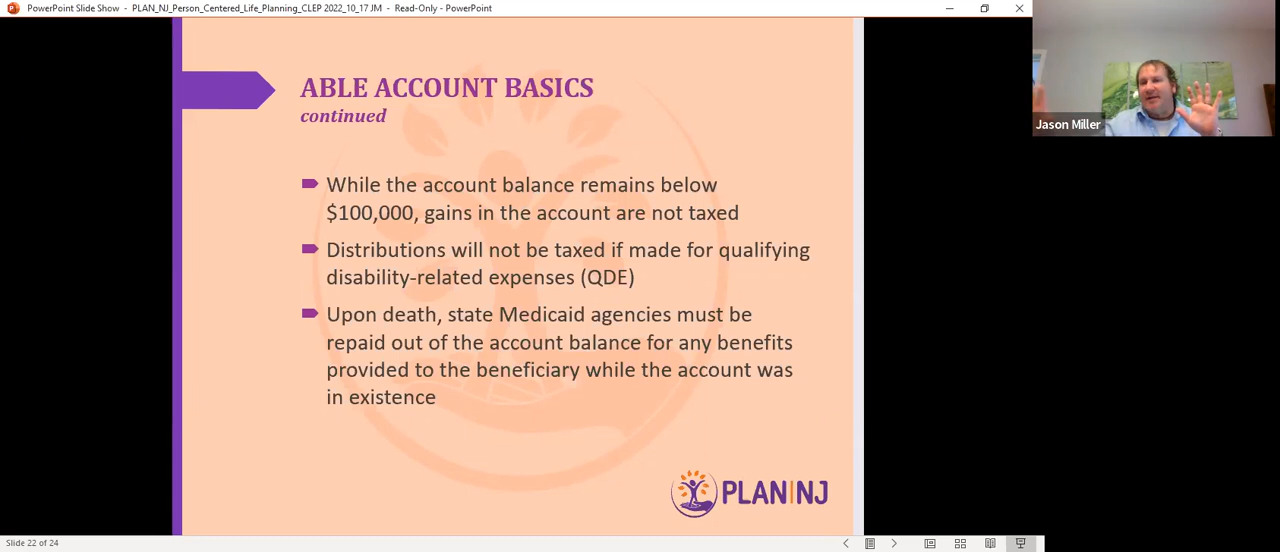 PowerPoint Slide Show - PLAN_NJ_Person_Centered_Life_Planning_CLEP 2022_10_17 JM - Read-Only - PowerPoint
Jason Miller
ABLE ACCOUNT BASICS
continued
While the account balance remains below
$100,000, gains in the account are not taxed
Distributions will not be taxed if made for qualifying
disability-related expenses (QDE)
Upon death, state Medicaid agencies must be
repaid out of the account balance for any benefits
provided to the beneficiary while the account was
in existence
PLAN|NJ
Slide 22 of 24